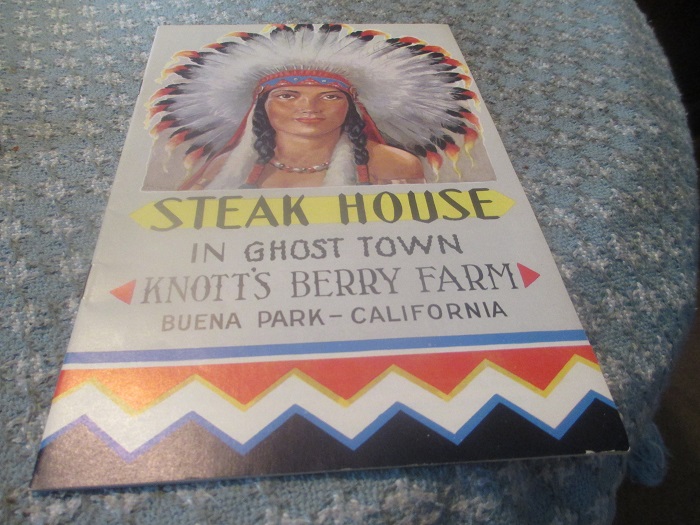 STEAK HOUSE
IN GHOST TOWN
KNOTT'S BERRY FARM
BUENA PARK - CALIFORNIA